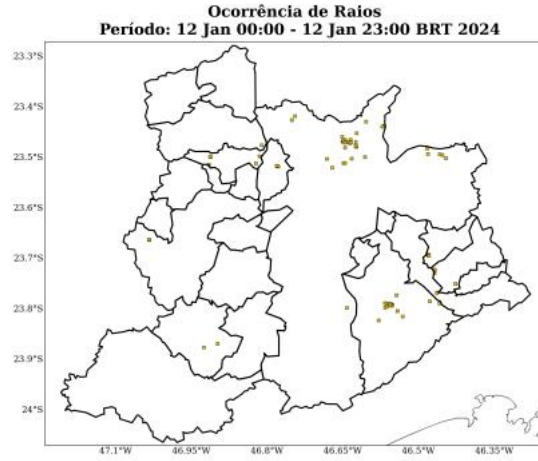 Ocorrência de Raios
Período: 12 Jan 00:00 - 12 Jan 23:00 BRT 2024
23.3°S
23.4°S
23.5°S
23.6°S
23.7°S
23.8°S
23.9°S
24°S
47.1°W 46.95°W 46.8°W 46.65°W 46.5°W 46.35°W